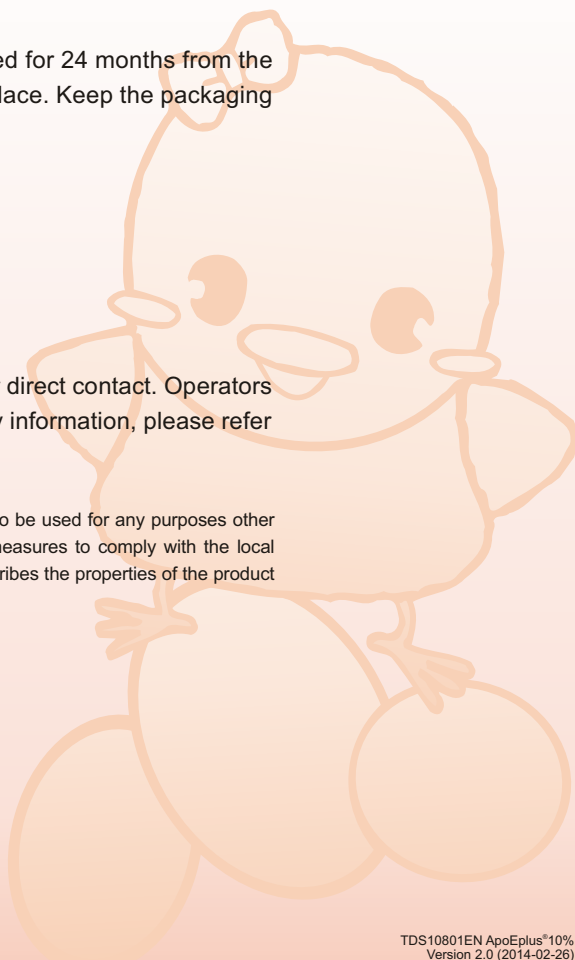 ed for 24 months from the
lace. Keep the packaging
direct contact. Operators
information, please refer
o be used for any purposes other
easures to comply with the local
ribes the properties of the product
TDS10801EN ApoEplus®10%
Version 2.0 (2014-02-26)